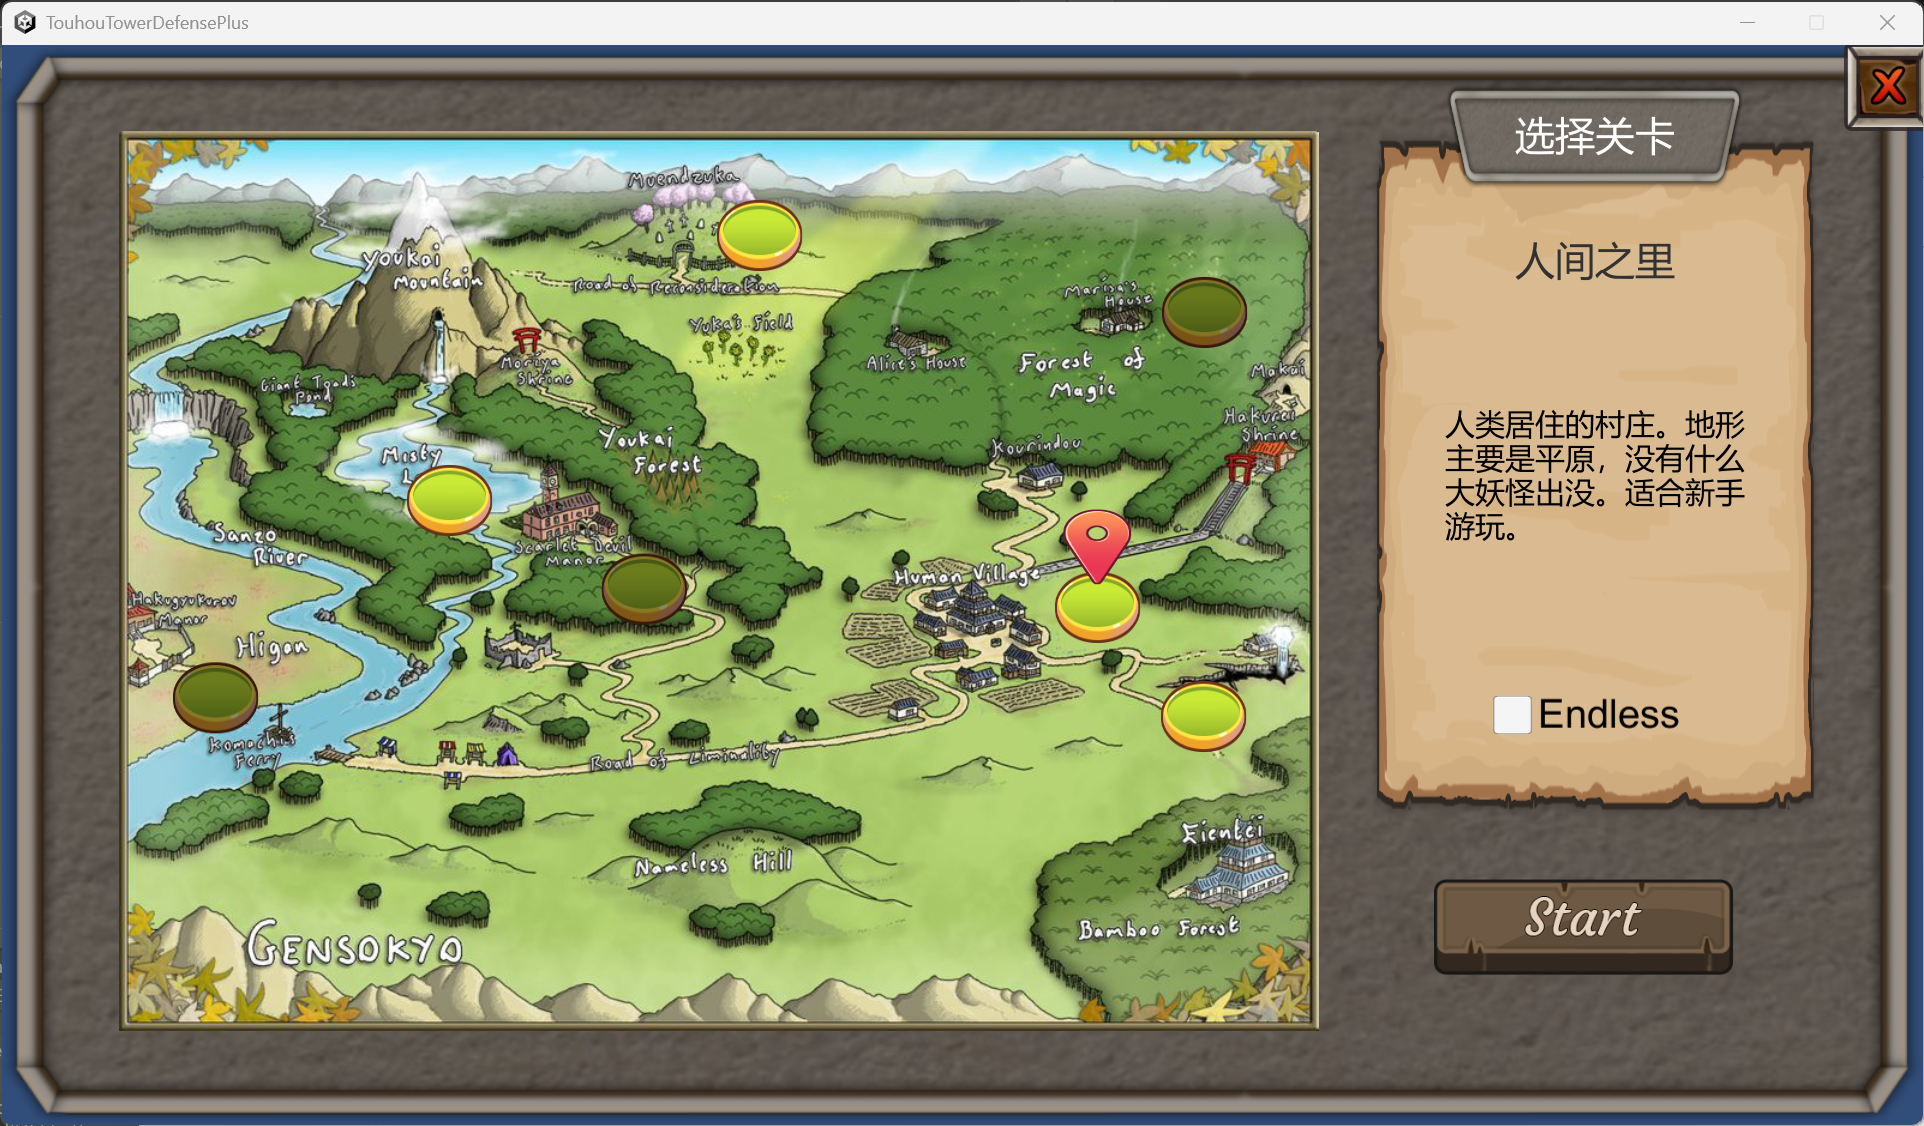 TouhouTowerDefensePlus
选择关卡
人间之里
人类居住的村庄。地形
主要是平原，没有什么
大妖怪出没。适合新手
游玩。
Endless
Start
Muenzuka
Youkai
Mountain
Road of Reconsideration
Yuka's Field
Marisa's
House
Alice's House
Forest of
Magic
Moriya
Shrine
Giant Toad's
Pond
Makai
Hakurei
Shrine
Kourindou
Youkai
Forest
Misty
Sanzo
River
Scarlet Devil
Manor
Human Village
Hakugyukurou
Manor
Higan
Komachi's
Ferry
Road of Liminality
Nameless Hill
Eientei
Bamboo Forest
GENSOKYO